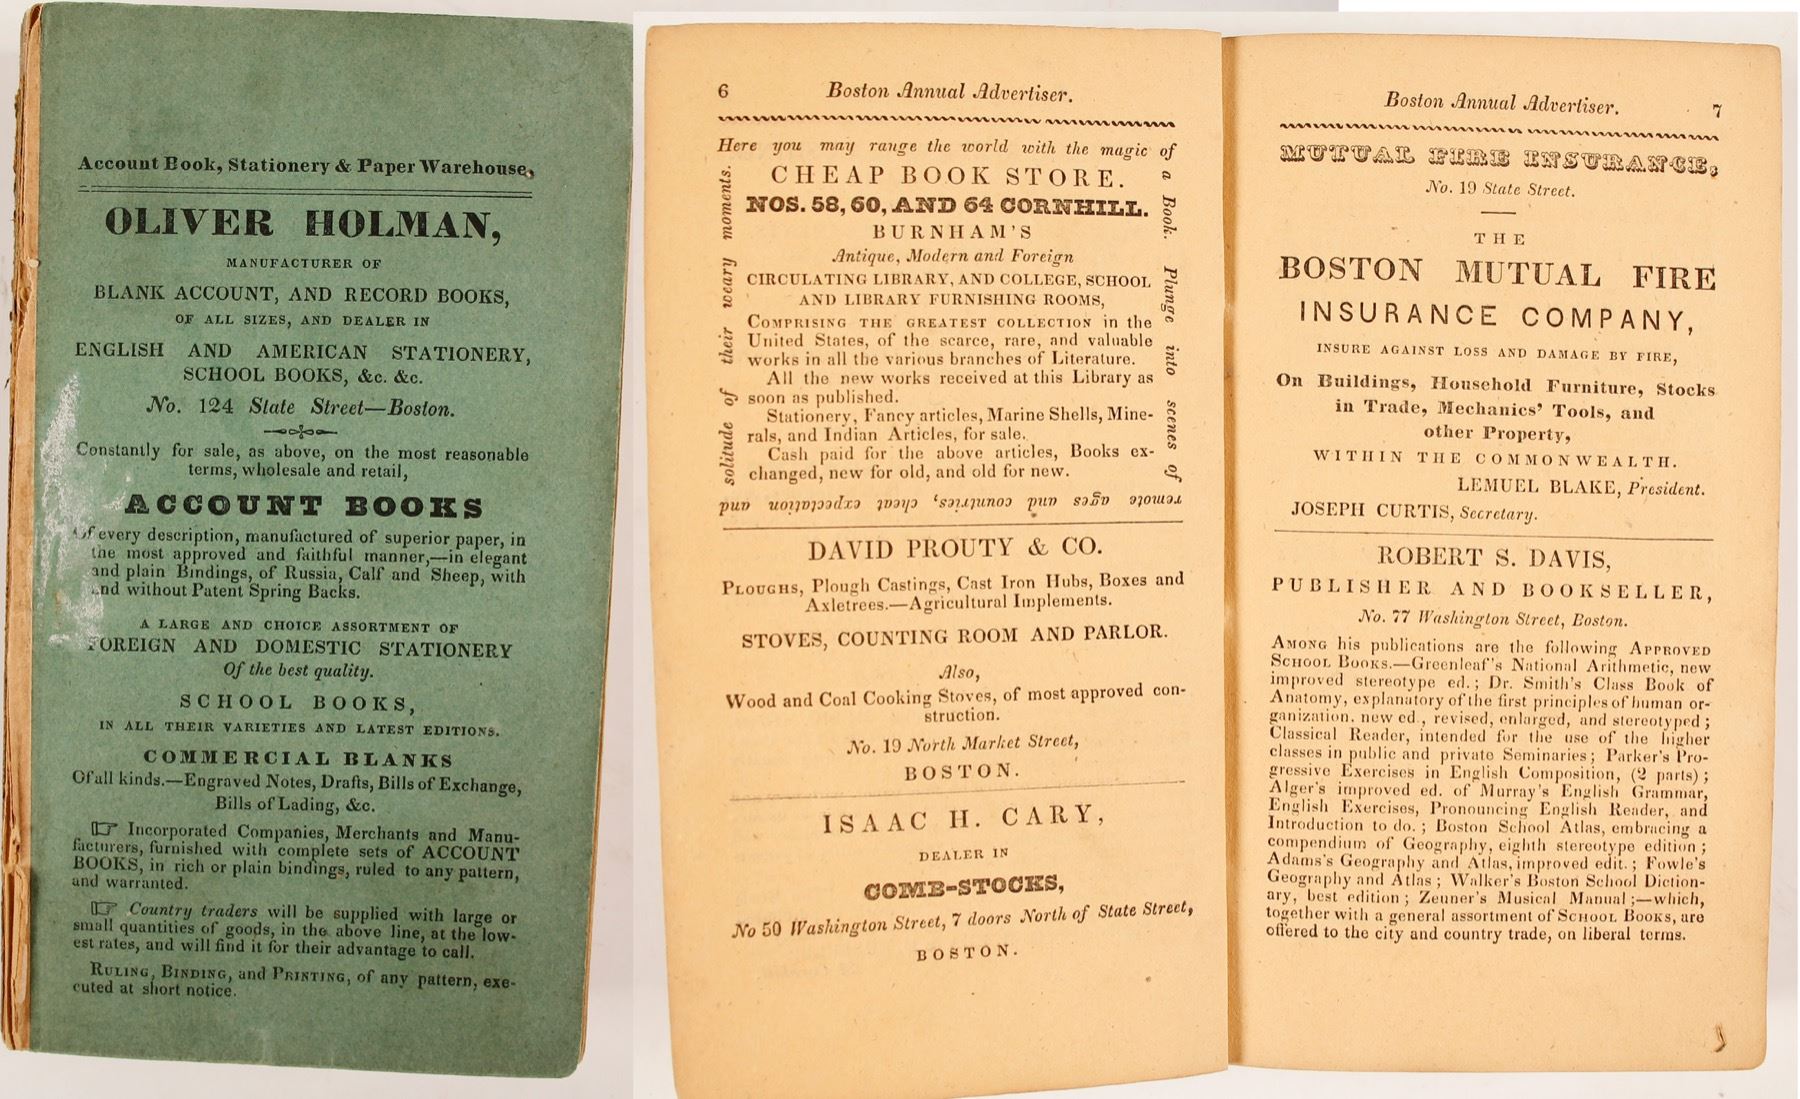 Account Book, Stationery & Paper Warehouse,
OLIVER HOLMAN,
MANUFACTURER OF
BLANK ACCOUNT, AND RECORD BOOKS,
OF ALL SIZES, AND DEALER IN
ENGLISH AND AMERICAN STATIONERY,
SCHOOL BOOKS, &c. &c.
No. 124 State Street—Boston.
Constantly for sale, as above, on the most reasonable
terms, wholesale and retail,
ACCOUNT BOOKS
Of every description, manufactured of superior paper, in
the most approved and faithful manner,—in elegant
and plain Bindings, of Russia, Calf and Sheep, with
and without Patent Spring Backs.
A LARGE AND CHOICE ASSORTMENT OF
FOREIGN AND DOMESTIC STATIONERY
Of the best quality.
SCHOOL BOOKS,
IN ALL THEIR VARIETIES AND LATEST EDITIONS.
COMMERCIAL BLANKS
Of all kinds.—Engraved Notes, Drafts, Bills of Exchange,
Bills of Lading, &c.
☞ Incorporated Companies, Merchants and Manu-
facturers, furnished with complete sets of ACCOUNT
BOOKS, in rich or plain bindings, ruled to any pattern,
and warranted.
☞ Country traders will be supplied with large or
small quantities of goods, in the above line, at the low-
est rates, and will find it for their advantage to call.
RULING, BINDING, and PRINTING, of any pattern, exe-
cuted at short notice.
6 Boston Annual Advertiser.
Here you may range the world with the magic of
a Book. Plunge into scenes of
remote ages and countries, cheat expectation and
solitude of their weary moments.
CHEAP BOOK STORE.
NOS. 58, 60, AND 64 CORNHILL.
BURNHAM'S
Antique, Modern and Foreign
CIRCULATING LIBRARY, AND COLLEGE, SCHOOL
AND LIBRARY FURNISHING ROOMS,
COMPRISING THE GREATEST COLLECTION in the
United States, of the scarce, rare, and valuable
works in all the various branches of Literature.
All the new works received at this Library as
soon as published.
Stationery, Fancy articles, Marine Shells, Mine-
rals, and Indian Articles, for sale.
Cash paid for the above articles, Books ex-
changed, new for old, and old for new.
DAVID PROUTY & CO.
PLOUGHS, Plough Castings, Cast Iron Hubs, Boxes and
Axletrees.—Agricultural Implements.
STOVES, COUNTING ROOM AND PARLOR.
Also,
Wood and Coal Cooking Stoves, of most approved con-
struction.
No. 19 North Market Street,
BOSTON.
ISAAC H. CARY,
DEALER IN
COMB-STOCKS,
No 50 Washington Street, 7 doors North of State Street,
BOSTON.
Boston Annual Advertiser. 7
MUTUAL FIRE INSURANCE,
No. 19 State Street.
THE
BOSTON MUTUAL FIRE
INSURANCE COMPANY,
INSURE AGAINST LOSS AND DAMAGE BY FIRE,
On Buildings, Household Furniture, Stocks
in Trade, Mechanics' Tools, and
other Property,
WITHIN THE COMMONWEALTH.
LEMUEL BLAKE, President.
JOSEPH CURTIS, Secretary.
ROBERT S. DAVIS,
PUBLISHER AND BOOKSELLER,
No. 77 Washington Street, Boston.
AMONG his publications are the following APPROVED
SCHOOL BOOKS.—Greenleaf's National Arithmetic, new
improved stereotype ed.; Dr. Smith's Class Book of
Anatomy, explanatory of the first principles of human or-
ganization, new ed., revised, enlarged, and stereotyped;
Classical Reader, intended for the use of the higher
classes in public and private Seminaries; Parker's Pro-
gressive Exercises in English Composition, (2 parts);
Alger's improved ed. of Murray's English Grammar,
English Exercises, Pronouncing English Reader, and
Introduction to do.; Boston School Atlas, embracing a
compendium of Geography, eighth stereotype edition;
Adams's Geography and Atlas, improved edit.; Fowle's
Geography and Atlas; Walker's Boston School Diction-
ary, best edition; Zeuner's Musical Manual;—which,
together with a general assortment of SCHOOL BOOKS, are
offered to the city and country trade, on liberal terms.